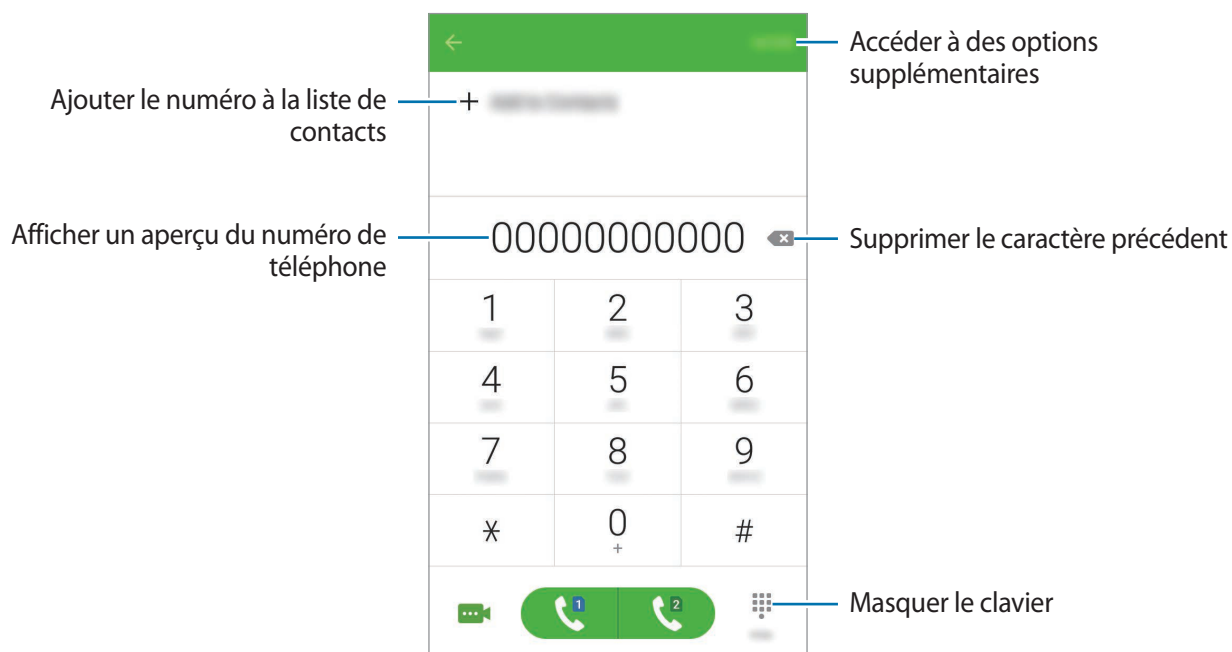 Accéder à des options
supplémentaires
Ajouter le numéro à la liste de
contacts
Afficher un aperçu du numéro de
téléphone
00000000000
Supprimer le caractère précédent
1 2 3
4 5 6
7 8 9
* 0 #
+
1 2
Masquer le clavier